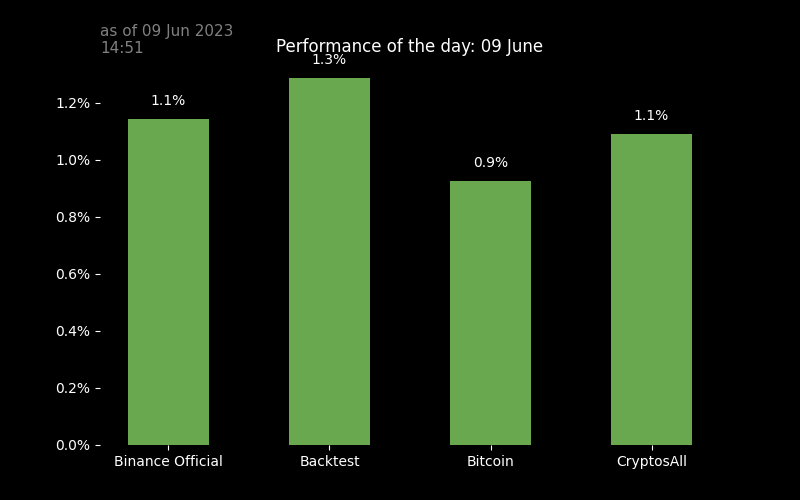 as of 09 Jun 2023
14:51
Performance of the day: 09 June
1.3%
1.1%
0.9%
1.1%
1.2%
1.0%
0.8%
0.6%
0.4%
0.2%
0.0%
Binance Official
Backtest
Bitcoin
CryptosAll